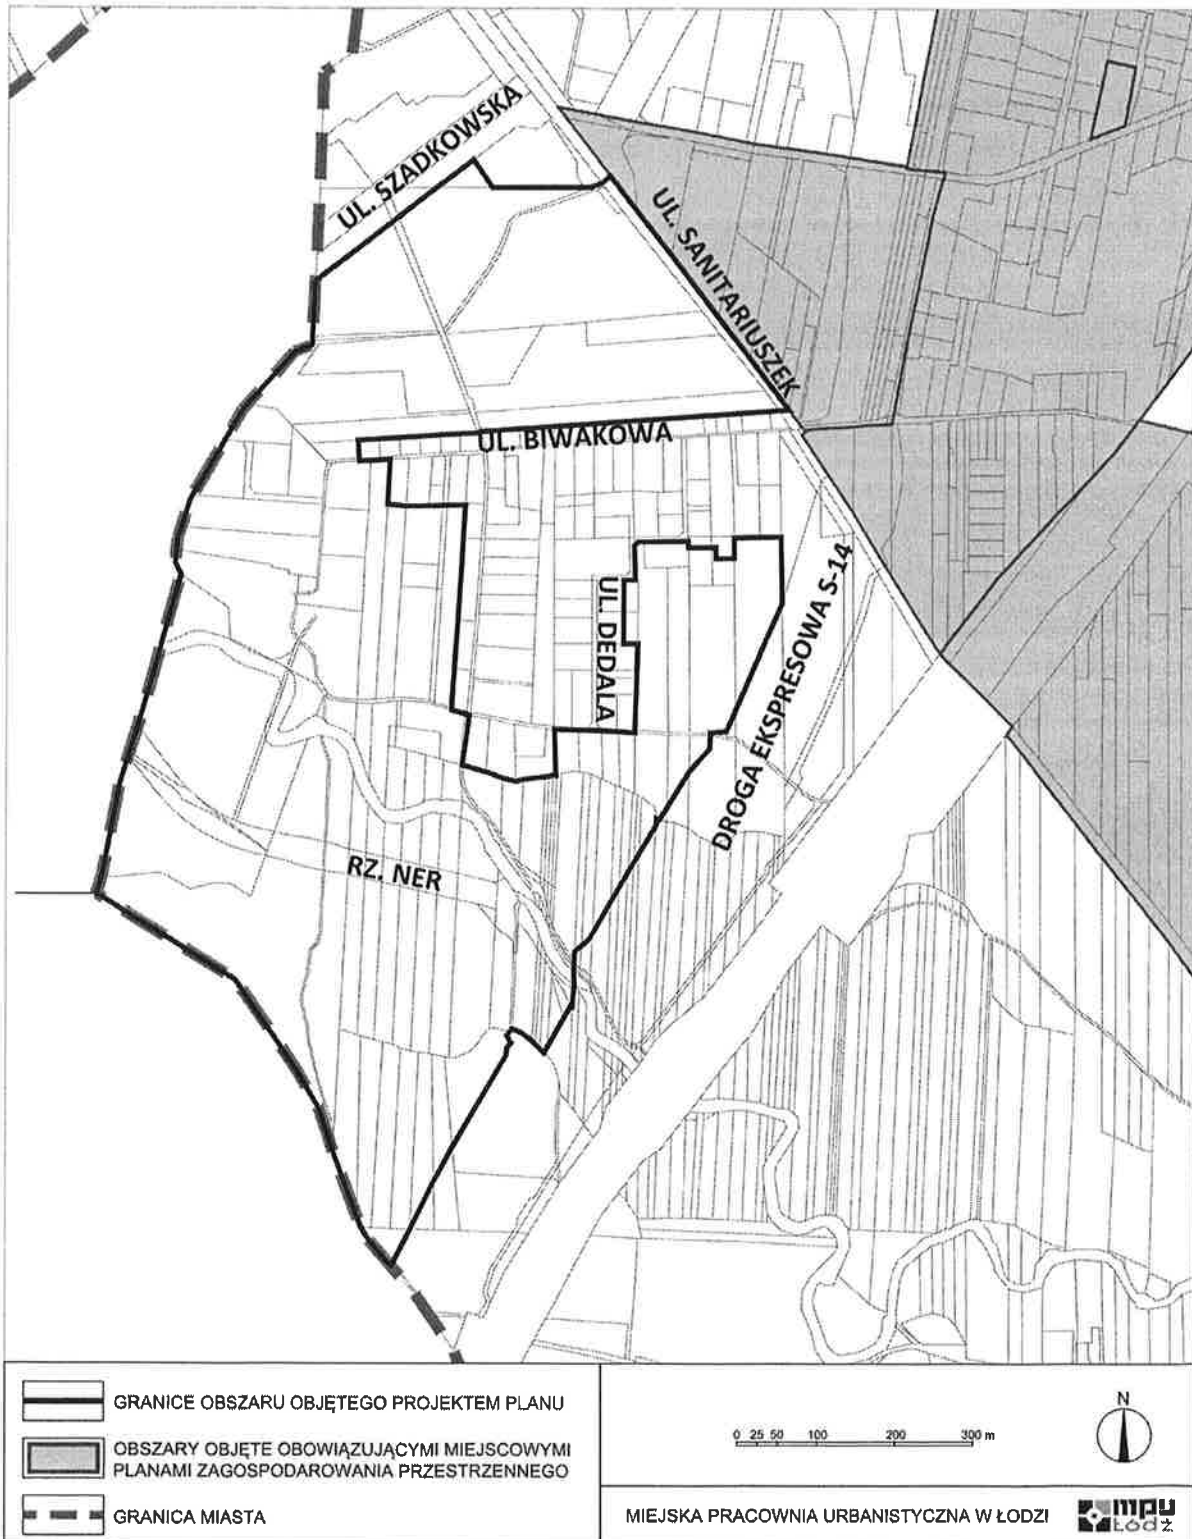 UL. SZADKOWSKA
UL. SANITARIUSZEK
UL. BIWAKOWA
UL. DEDALA
DROGA EKSPRESOWA S-14
RZ. NER
GRANICE OBSZARU OBJĘTEGO PROJEKTEM PLANU
OBSZARY OBJĘTE OBOWIĄZUJĄCYMI MIEJSCOWYMI
PLANAMI ZAGOSPODAROWANIA PRZESTRZENNEGO
GRANICA MIASTA
0 25 50 100 200 300 m
N
MIEJSKA PRACOWNIA URBANISTYCZNA W ŁODZI
mpu
Łódź